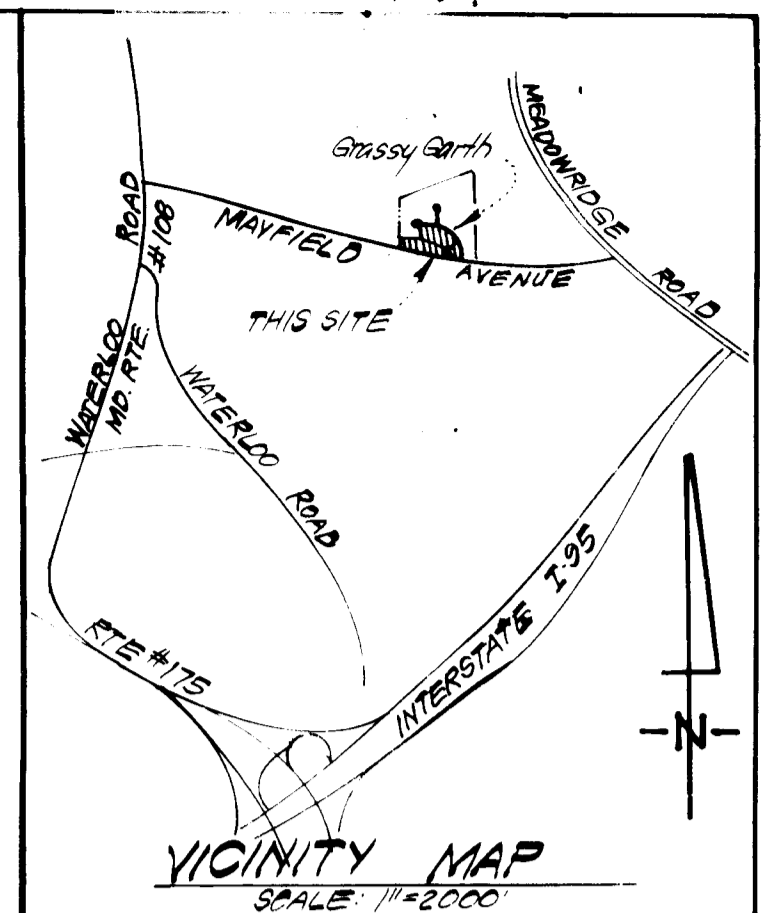 MEADOWRIDGE ROAD
Grassy Garth
MAYFIELD AVENUE
THIS SITE
WATERLOO ROAD
MD. RTE. #108
WATERLOO ROAD
INTERSTATE I-95
RTE #175
-N-
VICINITY MAP
SCALE: 1"=2000'